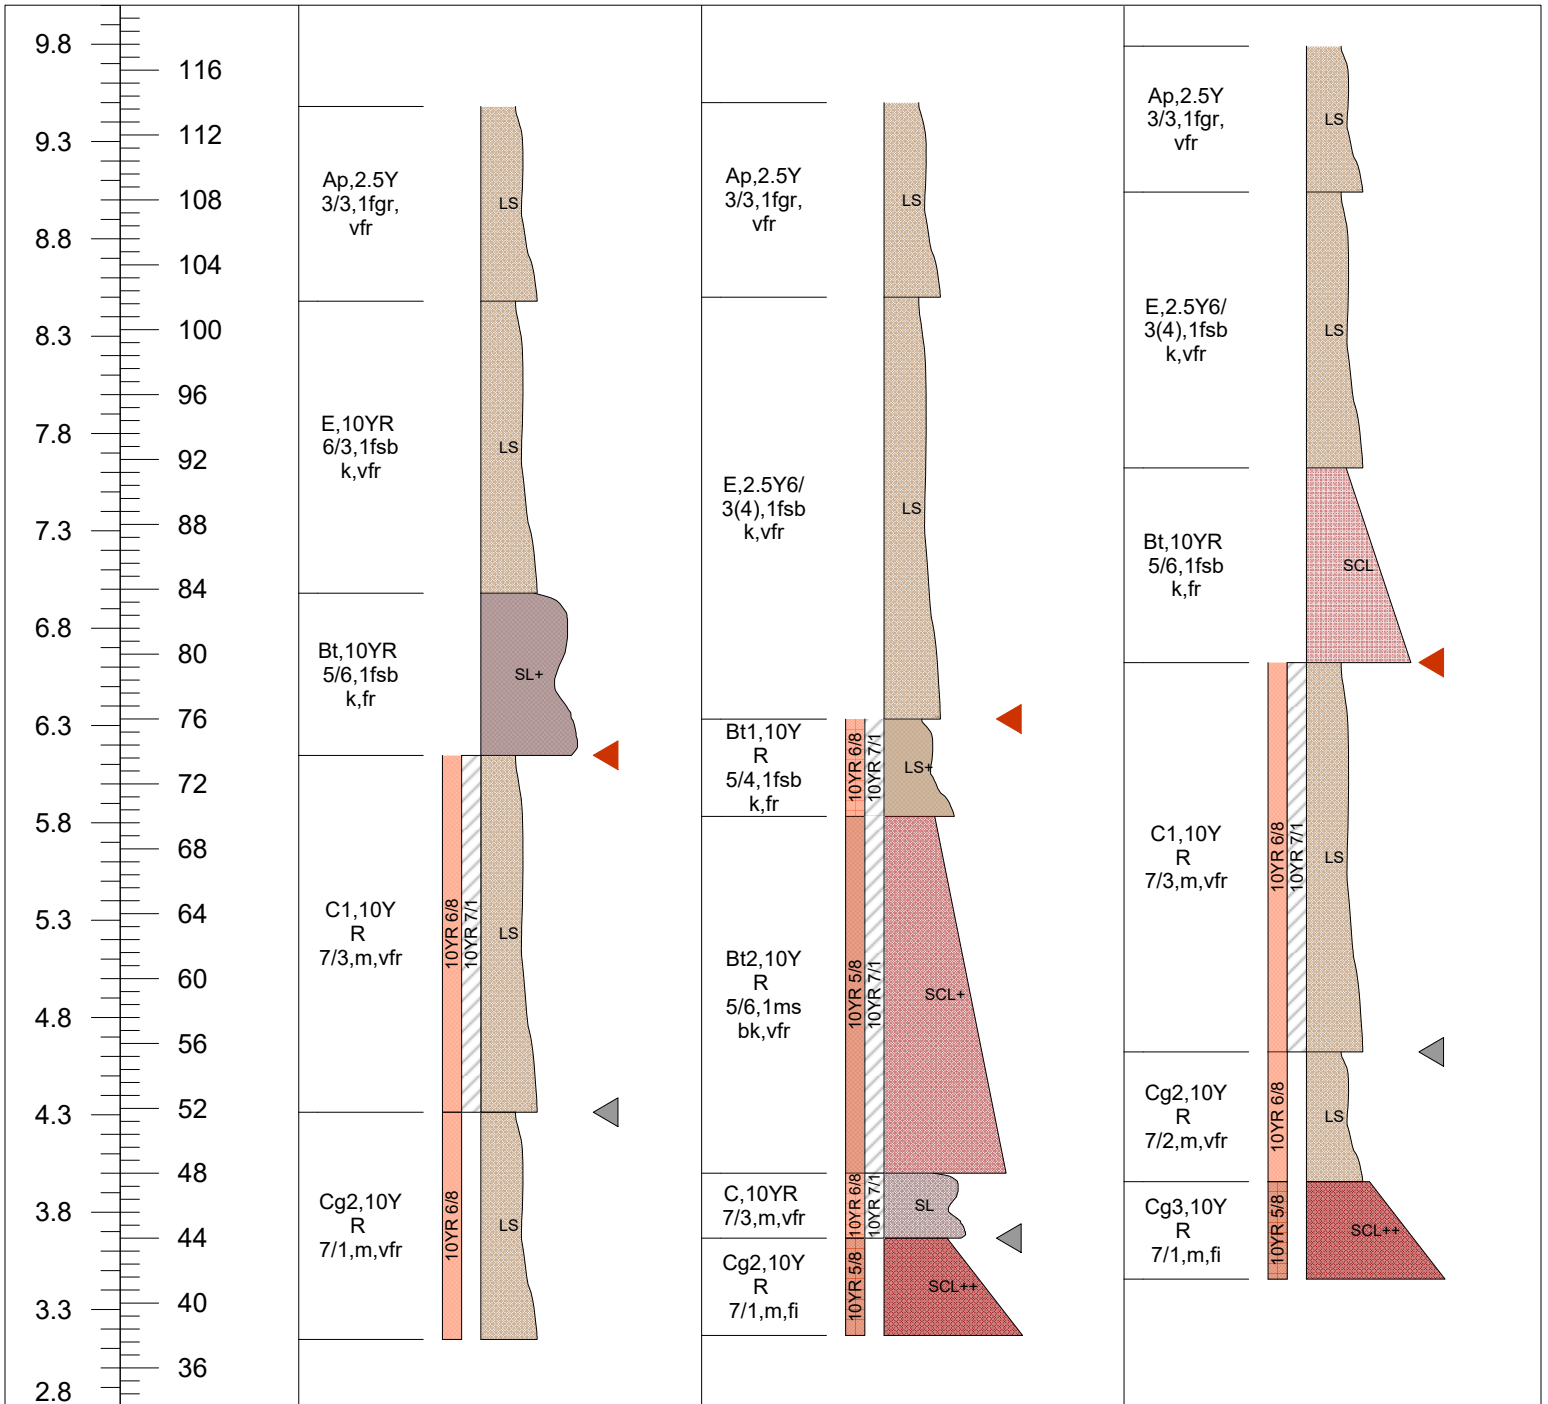 9.8
9.3
8.8
8.3
7.8
7.3
6.8
6.3
5.8
5.3
4.8
4.3
3.8
3.3
2.8
116
112
108
104
100
96
92
88
84
80
76
72
68
64
60
56
52
48
44
40
36
Ap,2.5Y
3/3,1fgr,
vfr
LS
E,10YR
6/3,1fsb
k,vfr
LS
Bt,10YR
5/6,1fsb
k,fr
SL+
C1,10Y
R
7/3,m,vfr
10YR 6/8
10YR 7/1
LS
Cg2,10Y
R
7/1,m,vfr
10YR 6/8
LS
Ap,2.5Y
3/3,1fgr,
vfr
LS
E,2.5Y6/
3(4),1fsb
k,vfr
LS
Bt1,10Y
R
5/4,1fsb
k,fr
10YR 6/8
10YR 7/1
LS+
Bt2,10Y
R
5/6,1ms
bk,vfr
10YR 5/8
10YR 7/1
SCL+
C,10YR
7/3,m,vfr
10YR 6/8
10YR 7/1
SL
Cg2,10Y
R
7/1,m,fi
10YR 5/8
SCL++
Ap,2.5Y
3/3,1fgr,
vfr
LS
E,2.5Y6/
3(4),1fsb
k,vfr
LS
Bt,10YR
5/6,1fsb
k,fr
SCL
C1,10Y
R
7/3,m,vfr
10YR 6/8
10YR 7/1
LS
Cg2,10Y
R
7/2,m,vfr
10YR 6/8
LS
Cg3,10Y
R
7/1,m,fi
10YR 5/8
SCL++